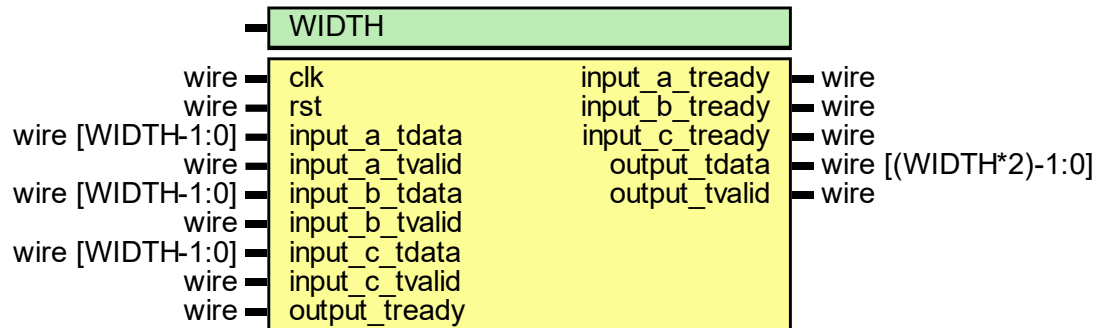 WIDTH
wire clk input_a_tready wire
wire rst input_b_tready wire
wire [WIDTH-1:0] input_a_tdata input_c_tready wire
wire input_a_tvalid output_tdata wire [(WIDTH*2)-1:0]
wire [WIDTH-1:0] input_b_tdata output_tvalid wire
wire input_b_tvalid
wire [WIDTH-1:0] input_c_tdata
wire input_c_tvalid
wire output_tready